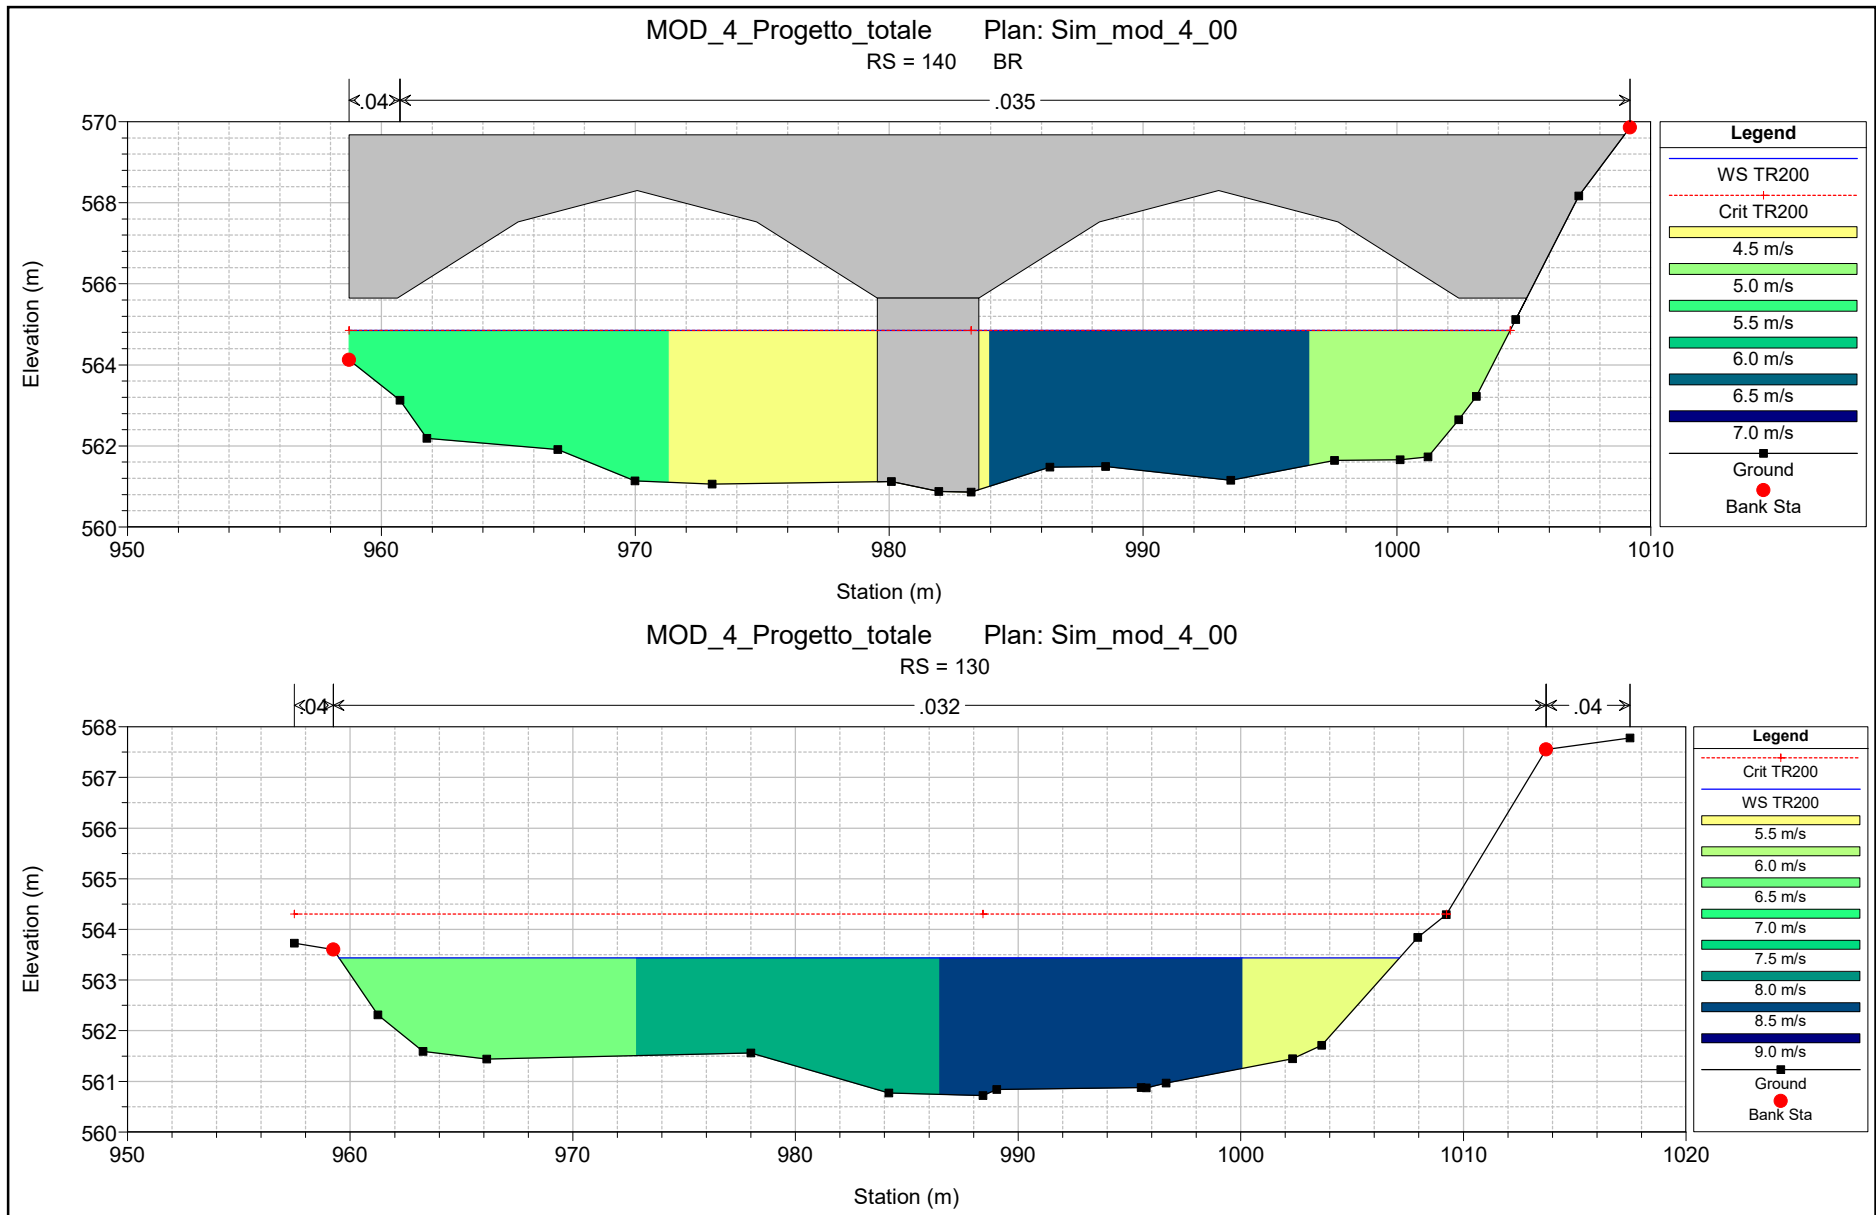 MOD_4_Progetto_totale Plan: Sim_mod_4_00
RS = 140 BR
.04 .035
570
568
566
564
562
560
Elevation (m)
950 960 970 980 990 1000 1010
Station (m)
Legend
WS TR200
Crit TR200
4.5 m/s
5.0 m/s
5.5 m/s
6.0 m/s
6.5 m/s
7.0 m/s
Ground
Bank Sta
MOD_4_Progetto_totale Plan: Sim_mod_4_00
RS = 130
.04 .032 .04
568
567
566
565
564
563
562
561
560
Elevation (m)
950 960 970 980 990 1000 1010 1020
Station (m)
Legend
Crit TR200
WS TR200
5.5 m/s
6.0 m/s
6.5 m/s
7.0 m/s
7.5 m/s
8.0 m/s
8.5 m/s
9.0 m/s
Ground
Bank Sta